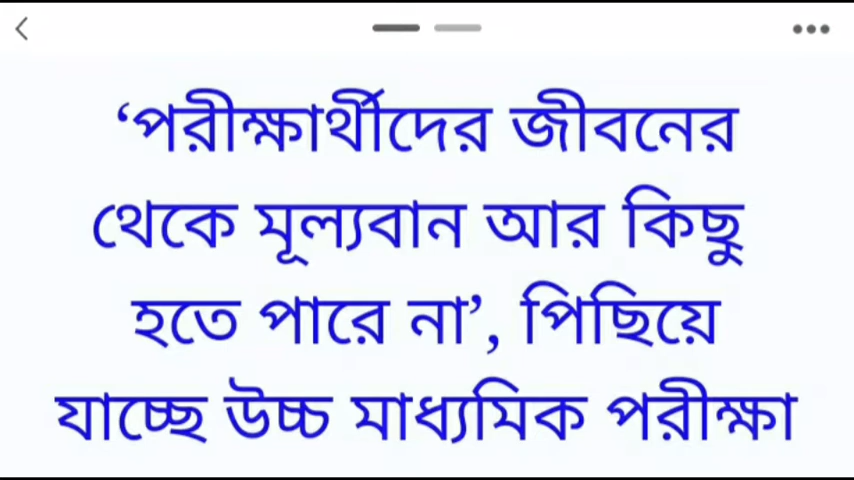 ‘পরীক্ষার্থীদের জীবনের
থেকে মূল্যবান আর কিছু
হতে পারে না’, পিছিয়ে
যাচ্ছে উচ্চ মাধ্যমিক পরীক্ষা